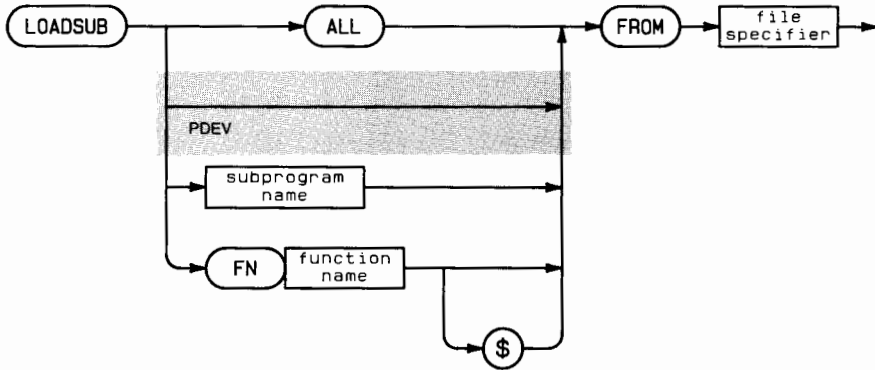 LOADSUB ALL FROM file
specifier
PDEV
subprogram
name
FN function
name
$